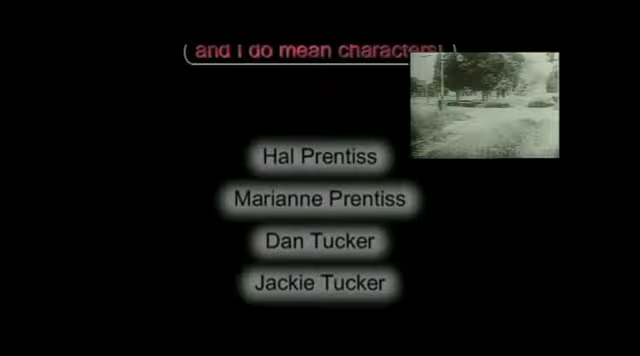 and I do mean characters!
Hal Prentiss
Marianne Prentiss
Dan Tucker
Jackie Tucker